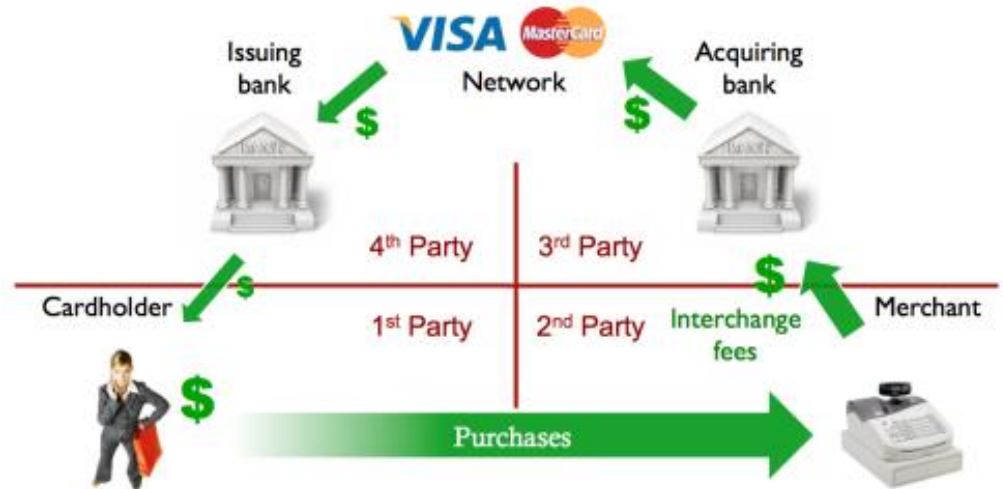 VISA MasterCard
Issuing
bank
Network
Acquiring
bank
$
$
BANK
4th Party
3rd Party
$
$
Cardholder
1st Party
2nd Party
Interchange
fees
Merchant
$
Purchases